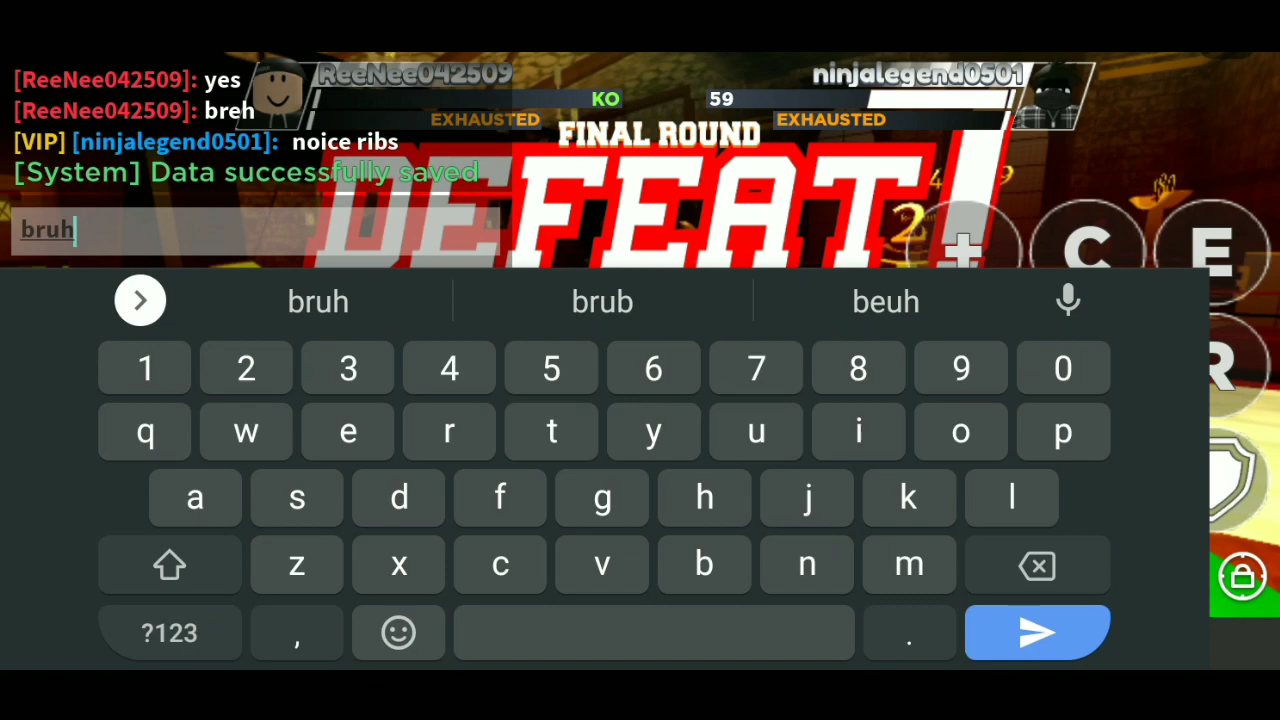 [ReeNee042509]: yes
[ReeNee042509]: breh
[VIP] [ninjalegend0501]: noice ribs
[System] Data successfully saved
bruh
ReeNee042509
ninjalegend0501
KO
59
EXHAUSTED
EXHAUSTED
FINAL ROUND
DEFEAT!
C
E
R
bruh brub beuh
1 2 3 4 5 6 7 8 9 0
q w e r t y u i o p
a s d f g h j k l
z x c v b n m
?123 , .